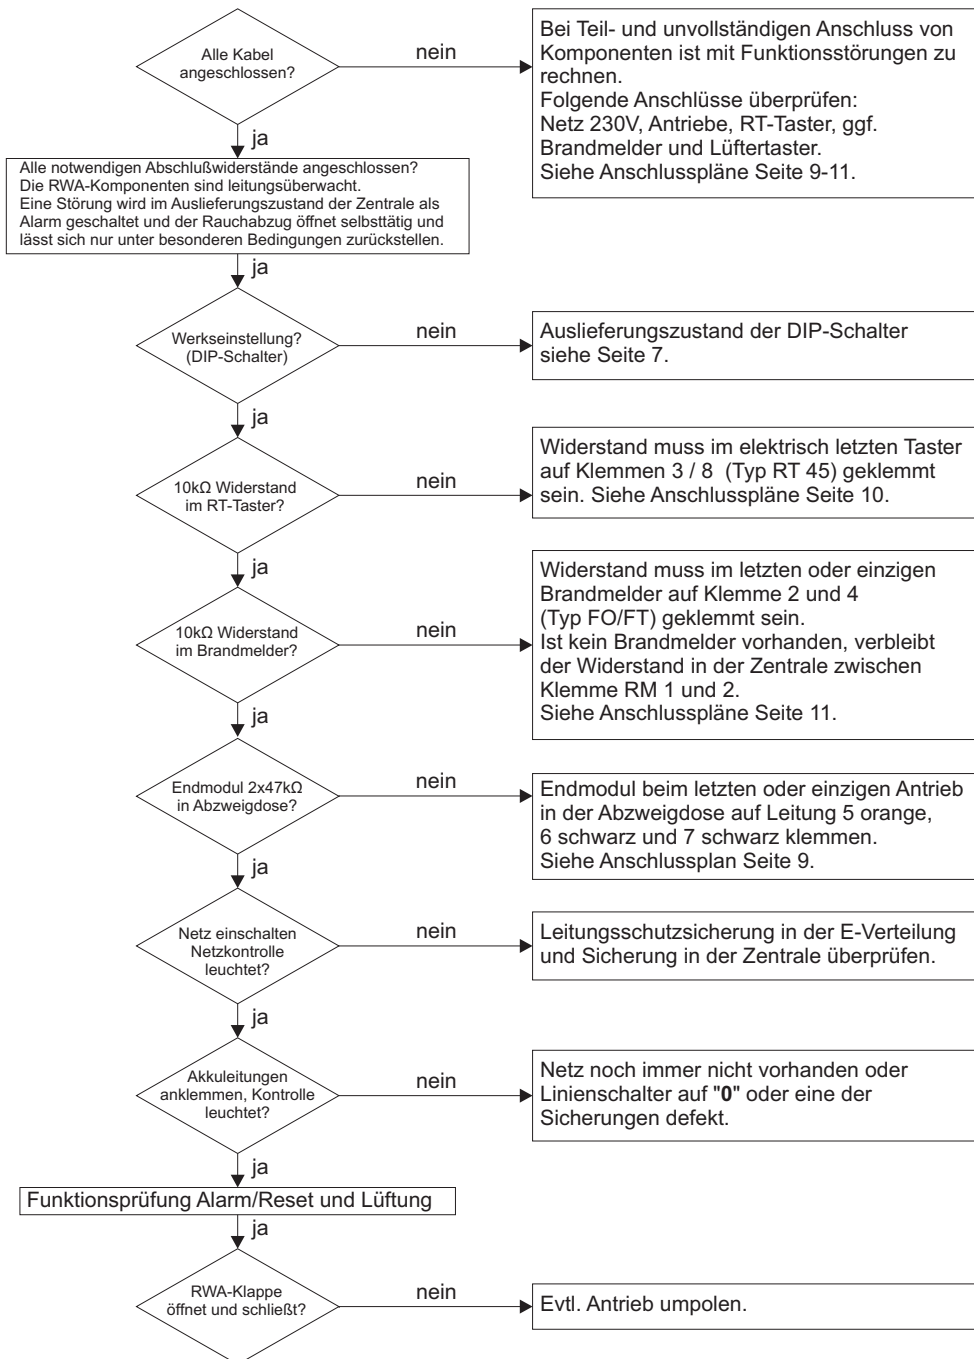 Alle Kabel
angeschlossen?
nein
Bei Teil- und unvollständigen Anschluss von
Komponenten ist mit Funktionsstörungen zu
rechnen.
Folgende Anschlüsse überprüfen:
Netz 230V, Antriebe, RT-Taster, ggf.
Brandmelder und Lüftertaster.
Siehe Anschlusspläne Seite 9-11.
ja
Alle notwendigen Abschlußwiderstände angeschlossen?
Die RWA-Komponenten sind leitungsüberwacht.
Eine Störung wird im Auslieferungszustand der Zentrale als
Alarm geschaltet und der Rauchabzug öffnet selbsttätig und
lässt sich nur unter besonderen Bedingungen zurückstellen.
ja
Werkseinstellung?
(DIP-Schalter)
nein
Auslieferungszustand der DIP-Schalter
siehe Seite 7.
ja
10kΩ Widerstand
im RT-Taster?
nein
Widerstand muss im elektrisch letzten Taster
auf Klemmen 3 / 8 (Typ RT 45) geklemmt
sein. Siehe Anschlusspläne Seite 10.
ja
10kΩ Widerstand
im Brandmelder?
nein
Widerstand muss im letzten oder einzigen
Brandmelder auf Klemme 2 und 4
(Typ FO/FT) geklemmt sein.
Ist kein Brandmelder vorhanden, verbleibt
der Widerstand in der Zentrale zwischen
Klemme RM 1 und 2.
Siehe Anschlusspläne Seite 11.
ja
Endmodul 2x47kΩ
in Abzweigdose?
nein
Endmodul beim letzten oder einzigen Antrieb
in der Abzweigdose auf Leitung 5 orange,
6 schwarz und 7 schwarz klemmen.
Siehe Anschlussplan Seite 9.
ja
Netz einschalten
Netzkontrolle
leuchtet?
nein
Leitungsschutzsicherung in der E-Verteilung
und Sicherung in der Zentrale überprüfen.
ja
Akkuleitungen
anklemmen, Kontrolle
leuchtet?
nein
Netz noch immer nicht vorhanden oder
Linienschalter auf "0" oder eine der
Sicherungen defekt.
ja
Funktionsprüfung Alarm/Reset und Lüftung
ja
RWA-Klappe
öffnet und schließt?
nein
Evtl. Antrieb umpolen.